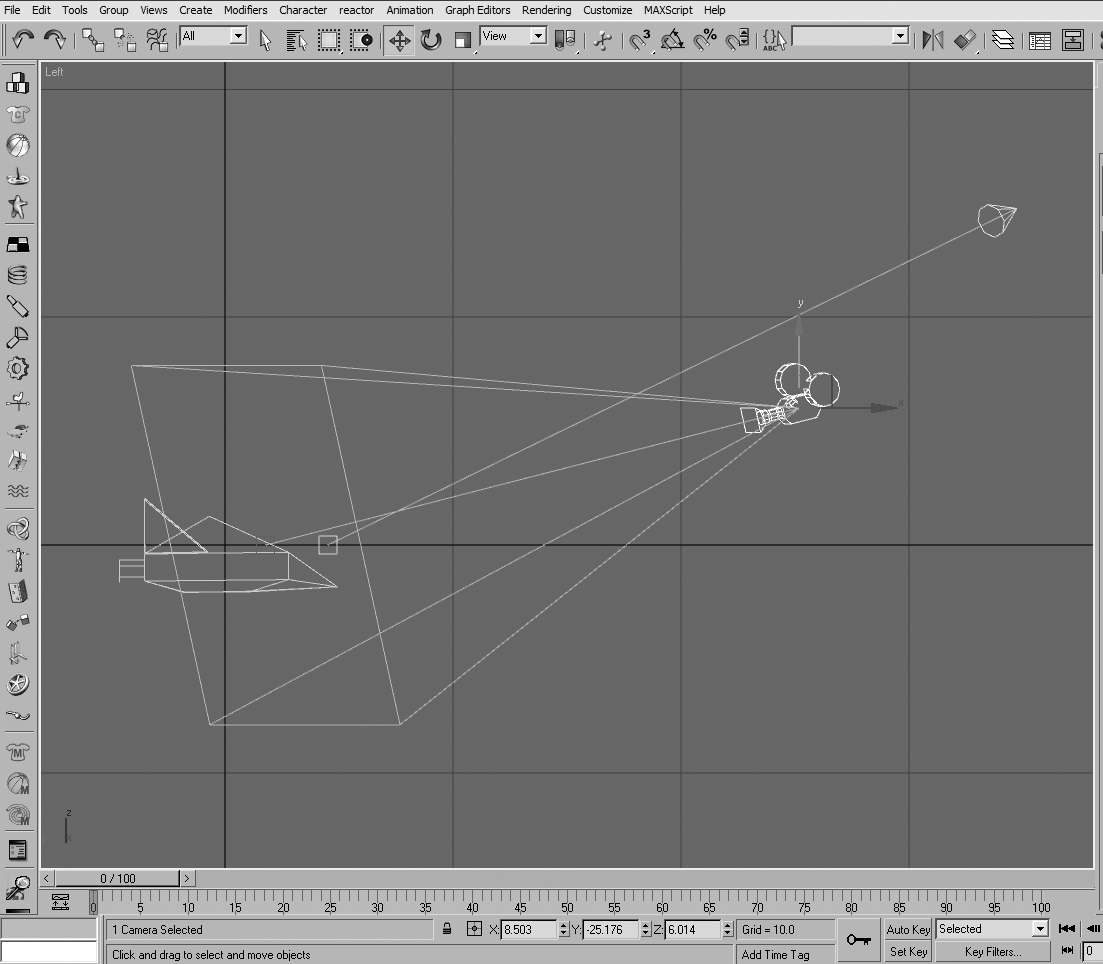 File Edit Tools Group Views Create Modifiers Character reactor Animation Graph Editors Rendering Customize MAXScript Help
All View 3 % ABC
Left
y
x
z
x
M
M
M
0 / 100
0 5 10 15 20 25 30 35 40 45 50 55 60 65 70 75 80 85 90 95 100
1 Camera Selected X: 8.503 Y: -25.176 Z: 6.014 Grid = 10.0 Auto Key Selected
Click and drag to select and move objects Add Time Tag Set Key Key Filters... 0